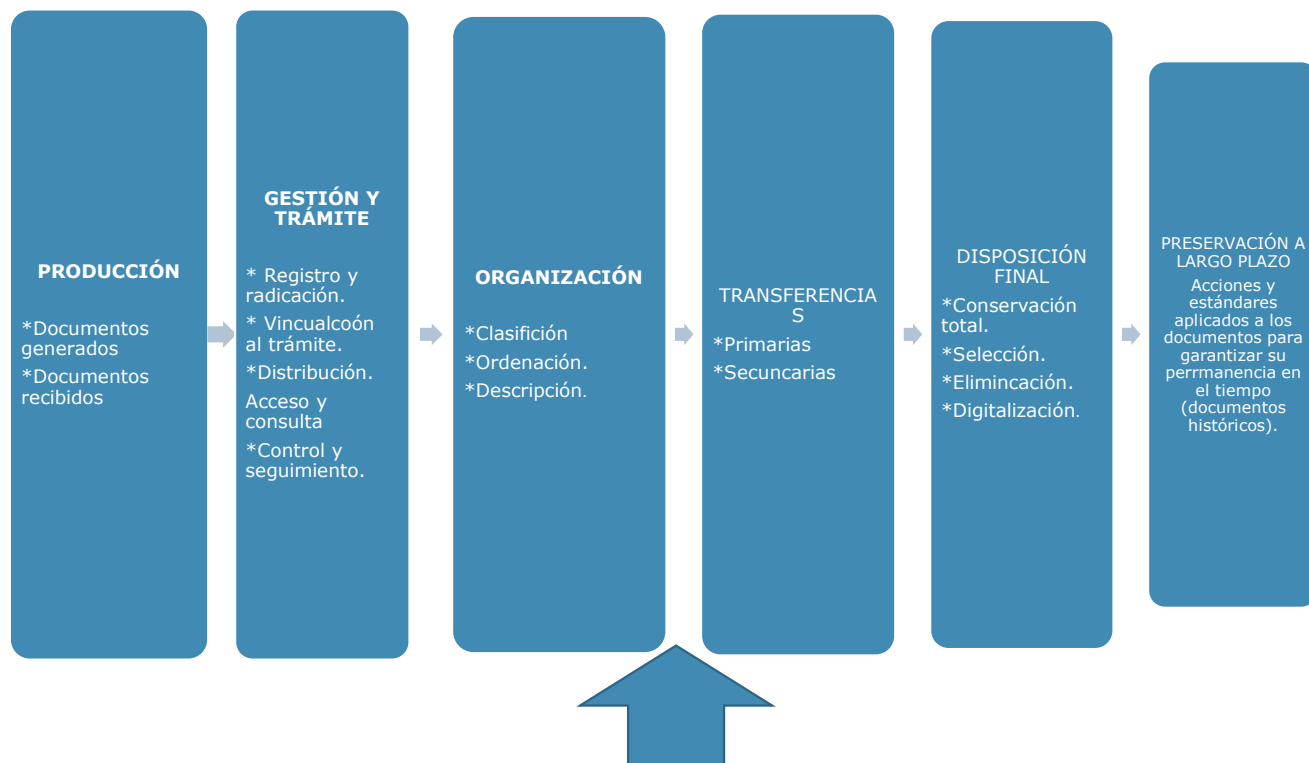 PRODUCCIÓN
*Documentos
generados
*Documentos
recibidos
GESTIÓN Y
TRÁMITE
* Registro y
radicación.
* Vincualcoón
al trámite.
*Distribución.
Acceso y
consulta
*Control y
seguimiento.
ORGANIZACIÓN
*Clasifición
*Ordenación.
*Descripción.
TRANSFERENCIA
S
*Primarias
*Secuncarias
DISPOSICIÓN
FINAL
*Conservación
total.
*Selección.
*Elimincación.
*Digitalización.
PRESERVACIÓN A
LARGO PLAZO
Acciones y
estándares
aplicados a los
documentos para
garantizar su
perrmanencia en
el tiempo
(documentos
históricos).